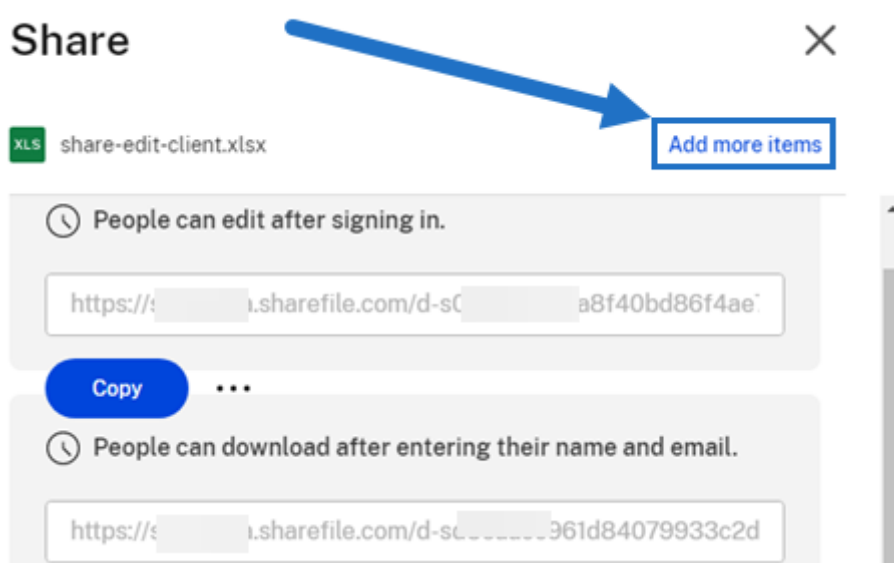 Share
XLS share-edit-client.xlsx Add more items
People can edit after signing in.
https://s .sharefile.com/d-s0 a8f40bd86f4ae
Copy ...
People can download after entering their name and email.
https://s .sharefile.com/d-s 961d84079933c2d